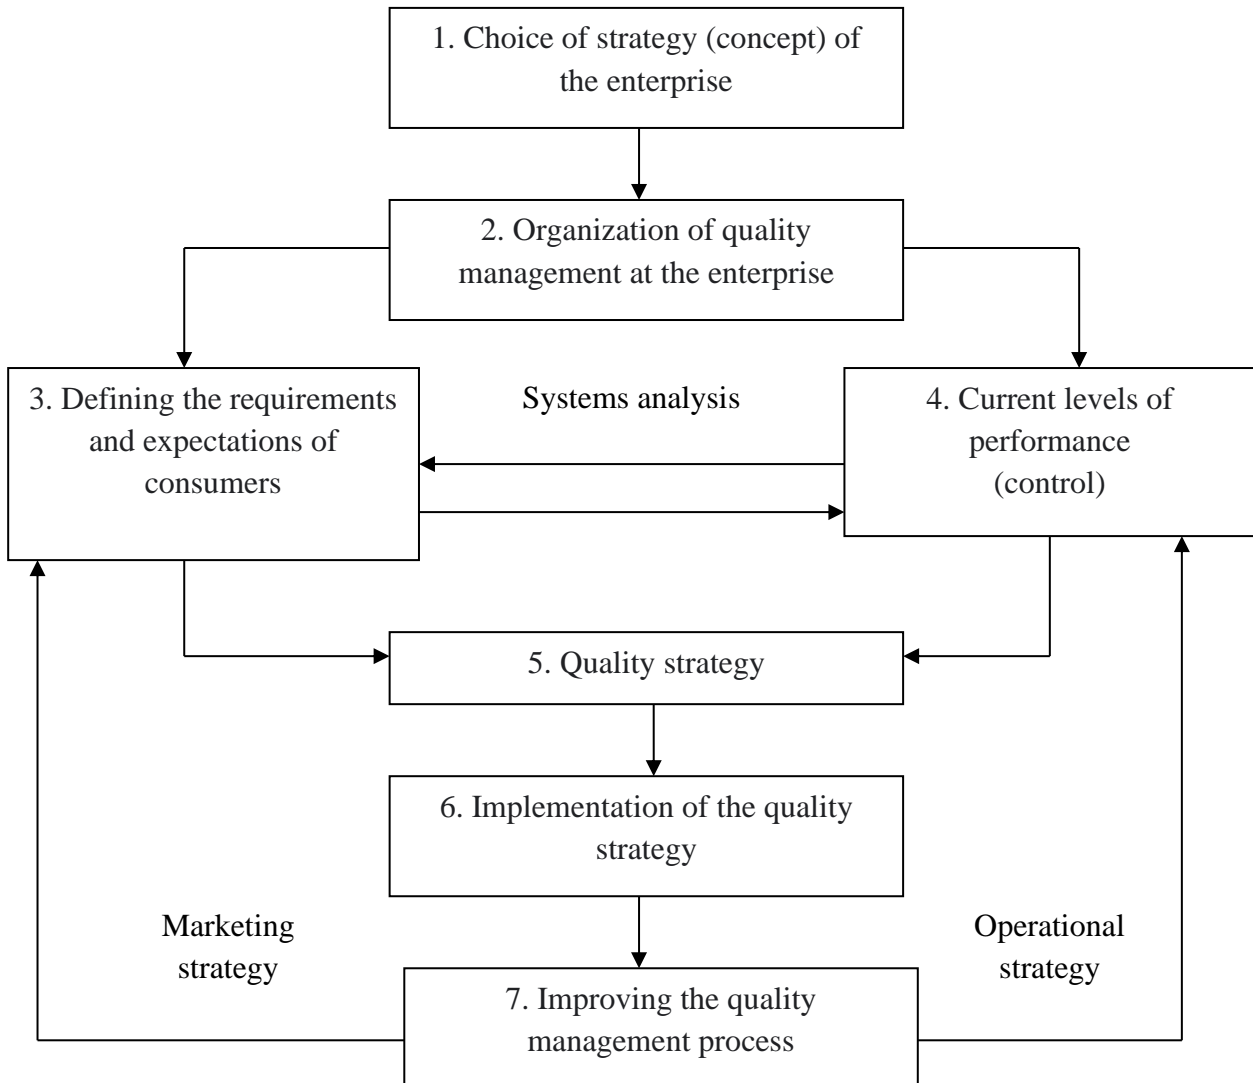 1. Choice of strategy (concept) of
the enterprise
2. Organization of quality
management at the enterprise
3. Defining the requirements
and expectations of
consumers
Systems analysis
4. Current levels of
performance
(control)
5. Quality strategy
6. Implementation of the quality
strategy
Marketing
strategy
Operational
strategy
7. Improving the quality
management process